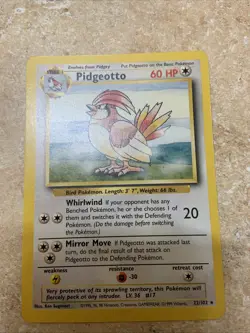 Evolves from Pidgey Put Pidgeotto on the Basic Pokémon
Pidgeotto 60 HP
Bird Pokémon. Length: 3' 7", Weight: 66 lbs.
Whirlwind If your opponent has any
Benched Pokémon, he or she chooses 1 of
them and switches it with the Defending
Pokémon. (Do the damage before switching
the Pokémon.)
20
Mirror Move If Pidgeotto was attacked last
turn, do the final result of that attack on
Pidgeotto to the Defending Pokémon.
weakness resistance retreat cost
-30
Very protective of its sprawling territory, this Pokémon will
fiercely peck at any intruder. LV. 36 #17
Illus. Ken Sugimori 22/102